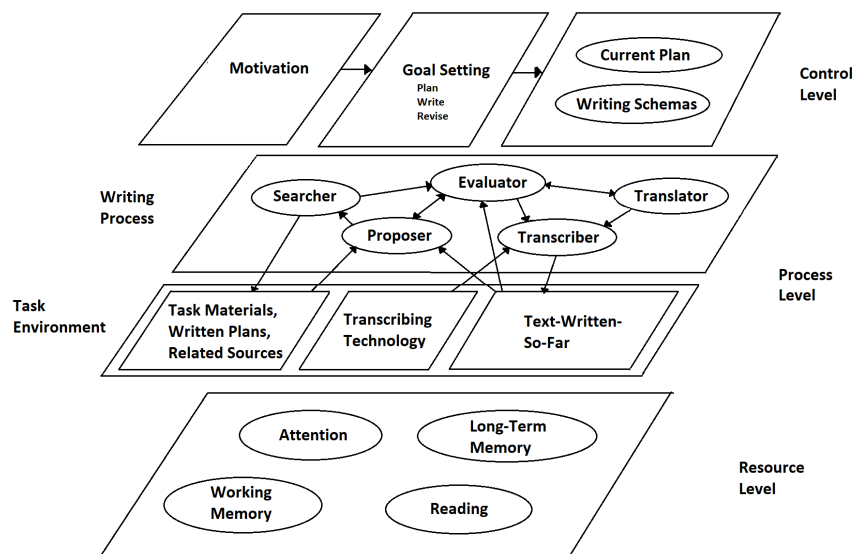 Motivation
Goal Setting
Plan
Write
Revise
Current Plan
Writing Schemas
Control
Level
Writing
Process
Searcher
Evaluator
Translator
Proposer
Transcriber
Process
Level
Task
Environment
Task Materials,
Written Plans,
Related Sources
Transcribing
Technology
Text-Written-
So-Far
Attention
Long-Term
Memory
Working
Memory
Reading
Resource
Level